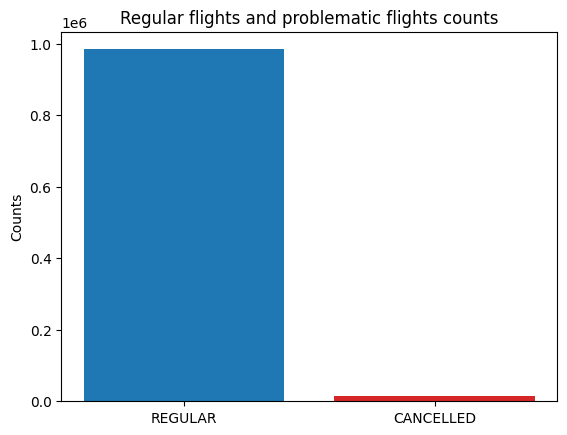 Regular flights and problematic flights counts
1e6
1.0
0.8
0.6
0.4
0.2
0.0
Counts
REGULAR
CANCELLED